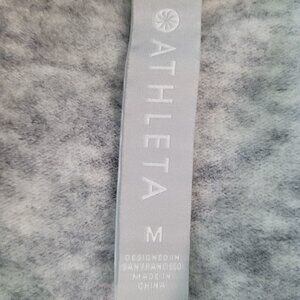 ATHLETA
M
DESIGNED IN
SAN FRANCISCO
MADE IN
CHINA